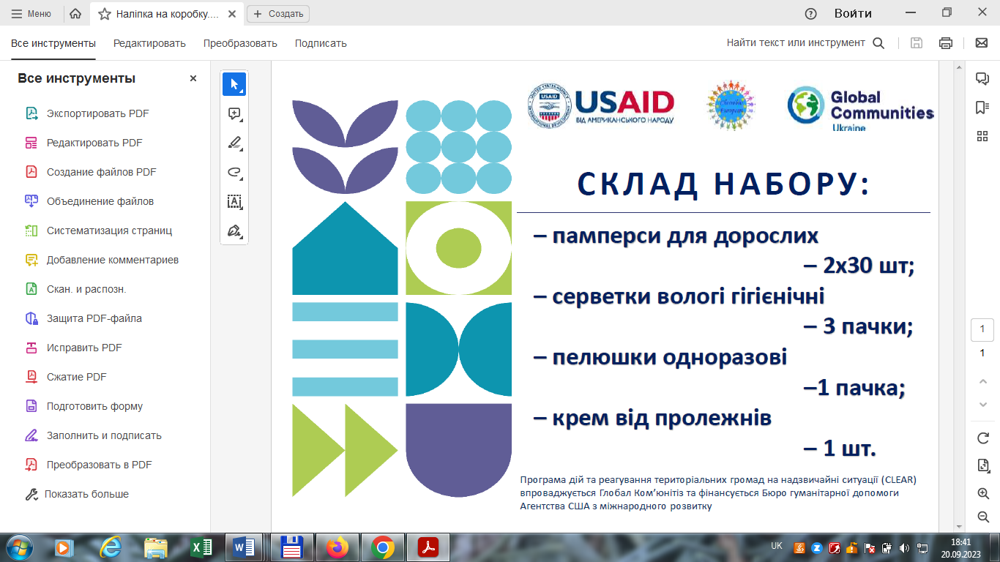 Меню
Наліпка на коробку....
Создать
Войти
Все инструменты
Редактировать
Преобразовать
Подписать
Найти текст или инструмент
Все инструменты
Экспортировать PDF
Редактировать PDF
Создание файлов PDF
Объединение файлов
Систематизация страниц
Добавление комментариев
Скан. и распозн.
Защита PDF-файла
Исправить PDF
Сжатие PDF
Подготовить форму
Заполнить и подписать
Преобразовать в PDF
Показать больше
USAID
USAID
ВІД АМЕРИКАНСЬКОГО НАРОДУ
Global
Communities
Ukraine
СКЛАД НАБОРУ:
– памперси для дорослих
– 2х30 шт;
– серветки вологі гігієнічні
– 3 пачки;
– пелюшки одноразові
–1 пачка;
– крем від пролежнів
– 1 шт.
Програма дій та реагування територіальних громад на надзвичайні ситуації (CLEAR)
впроваджується Глобал Ком’юнітіз та фінансується Бюро гуманітарної допомоги
Агентства США з міжнародного розвитку
1
1
UK
18:41
20.09.2023